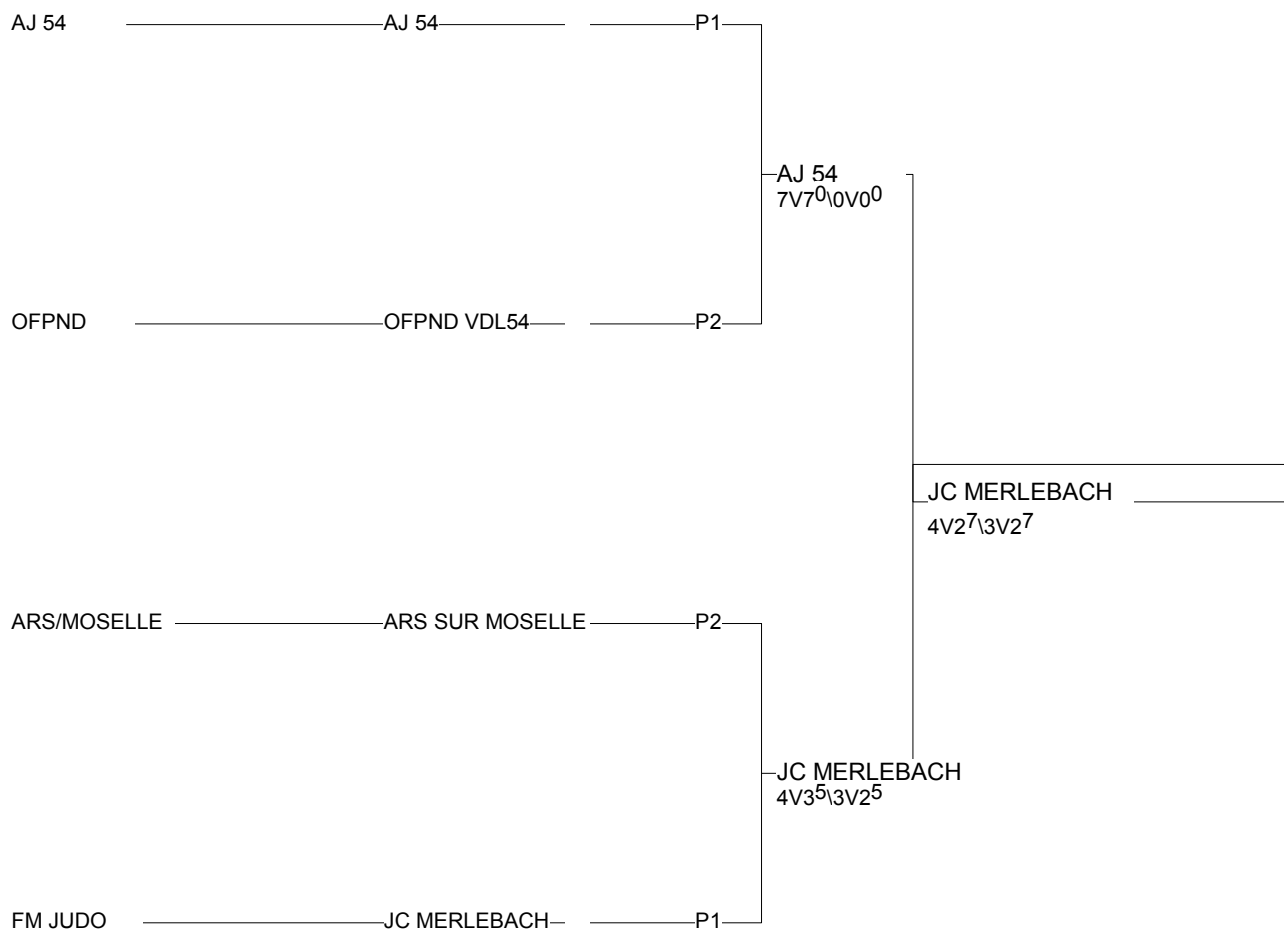 AJ 54 AJ 54 P1
AJ 54
7V7⁰\0V0⁰
OFPND OFPND VDL54 P2
JC MERLEBACH
4V2⁷\3V2⁷
ARS/MOSELLE ARS SUR MOSELLE P2
JC MERLEBACH
4V3⁵\3V2⁵
FM JUDO JC MERLEBACH P1